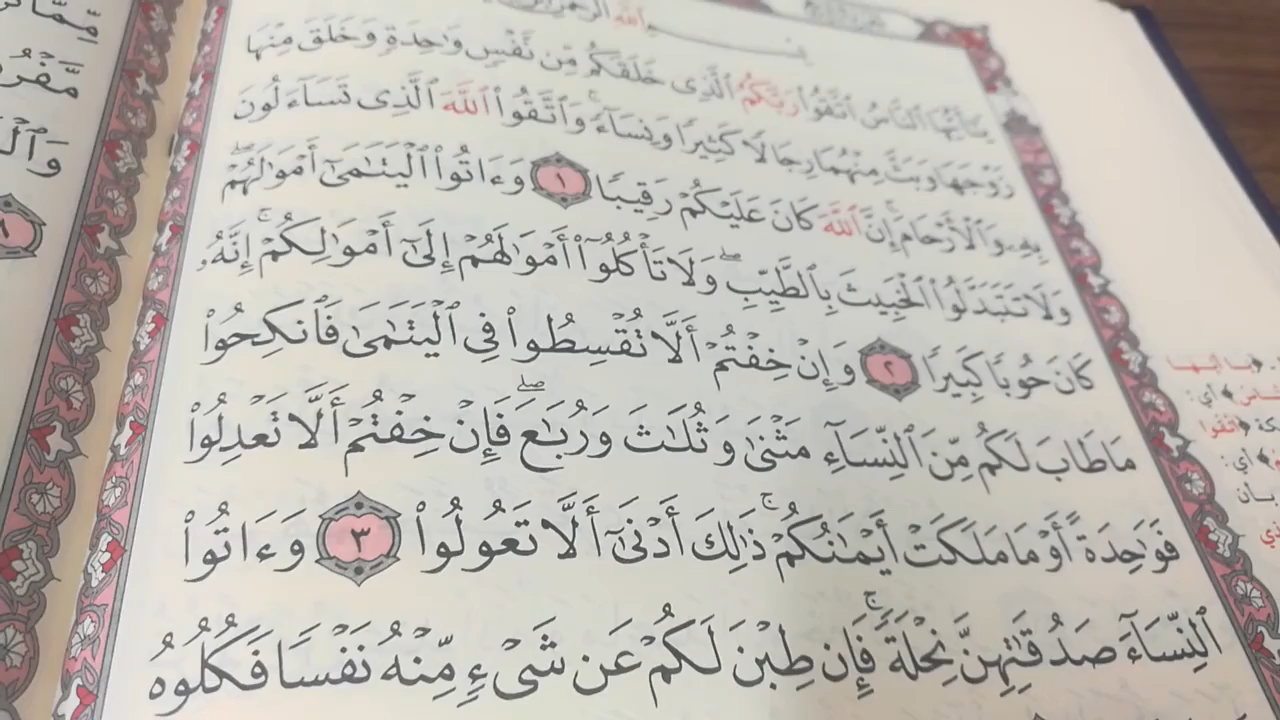 يَٰٓأَيُّهَا ٱلنَّاسُ ٱتَّقُوا۟ رَبَّكُمُ ٱلَّذِى خَلَقَكُم مِّن نَّفْسٍ وَٰحِدَةٍ وَخَلَقَ مِنْهَا
زَوْجَهَا وَبَثَّ مِنْهُمَا رِجَالًا كَثِيرًا وَنِسَآءً ۚ وَٱتَّقُوا۟ ٱللَّهَ ٱلَّذِى تَسَآءَلُونَ
بِهِۦ وَٱلْأَرْحَامَ ۚ إِنَّ ٱللَّهَ كَانَ عَلَيْكُمْ رَقِيبًا ١ وَءَاتُوا۟ ٱلْيَتَٰمَىٰٓ أَمْوَٰلَهُمْ ۖ
وَلَا تَتَبَدَّلُوا۟ ٱلْخَبِيثَ بِٱلطَّيِّبِ ۖ وَلَا تَأْكُلُوٓا۟ أَمْوَٰلَهُمْ إِلَىٰٓ أَمْوَٰلِكُمْ ۚ إِنَّهُۥ
كَانَ حُوبًا كَبِيرًا ٢ وَإِنْ خِفْتُمْ أَلَّا تُقْسِطُوا۟ فِى ٱلْيَتَٰمَىٰ فَٱنكِحُوا۟
مَا طَابَ لَكُم مِّنَ ٱلنِّسَآءِ مَثْنَىٰ وَثُلَٰثَ وَرُبَٰعَ ۖ فَإِنْ خِفْتُمْ أَلَّا تَعْدِلُوا۟
فَوَٰحِدَةً أَوْ مَا مَلَكَتْ أَيْمَٰنُكُمْ ۚ ذَٰلِكَ أَدْنَىٰٓ أَلَّا تَعُولُوا۟ ٣ وَءَاتُوا۟
ٱلنِّسَآءَ صَدُقَٰتِهِنَّ نِحْلَةً ۚ فَإِن طِبْنَ لَكُمْ عَن شَىْءٍ مِّنْهُ نَفْسًا فَكُلُوهُ